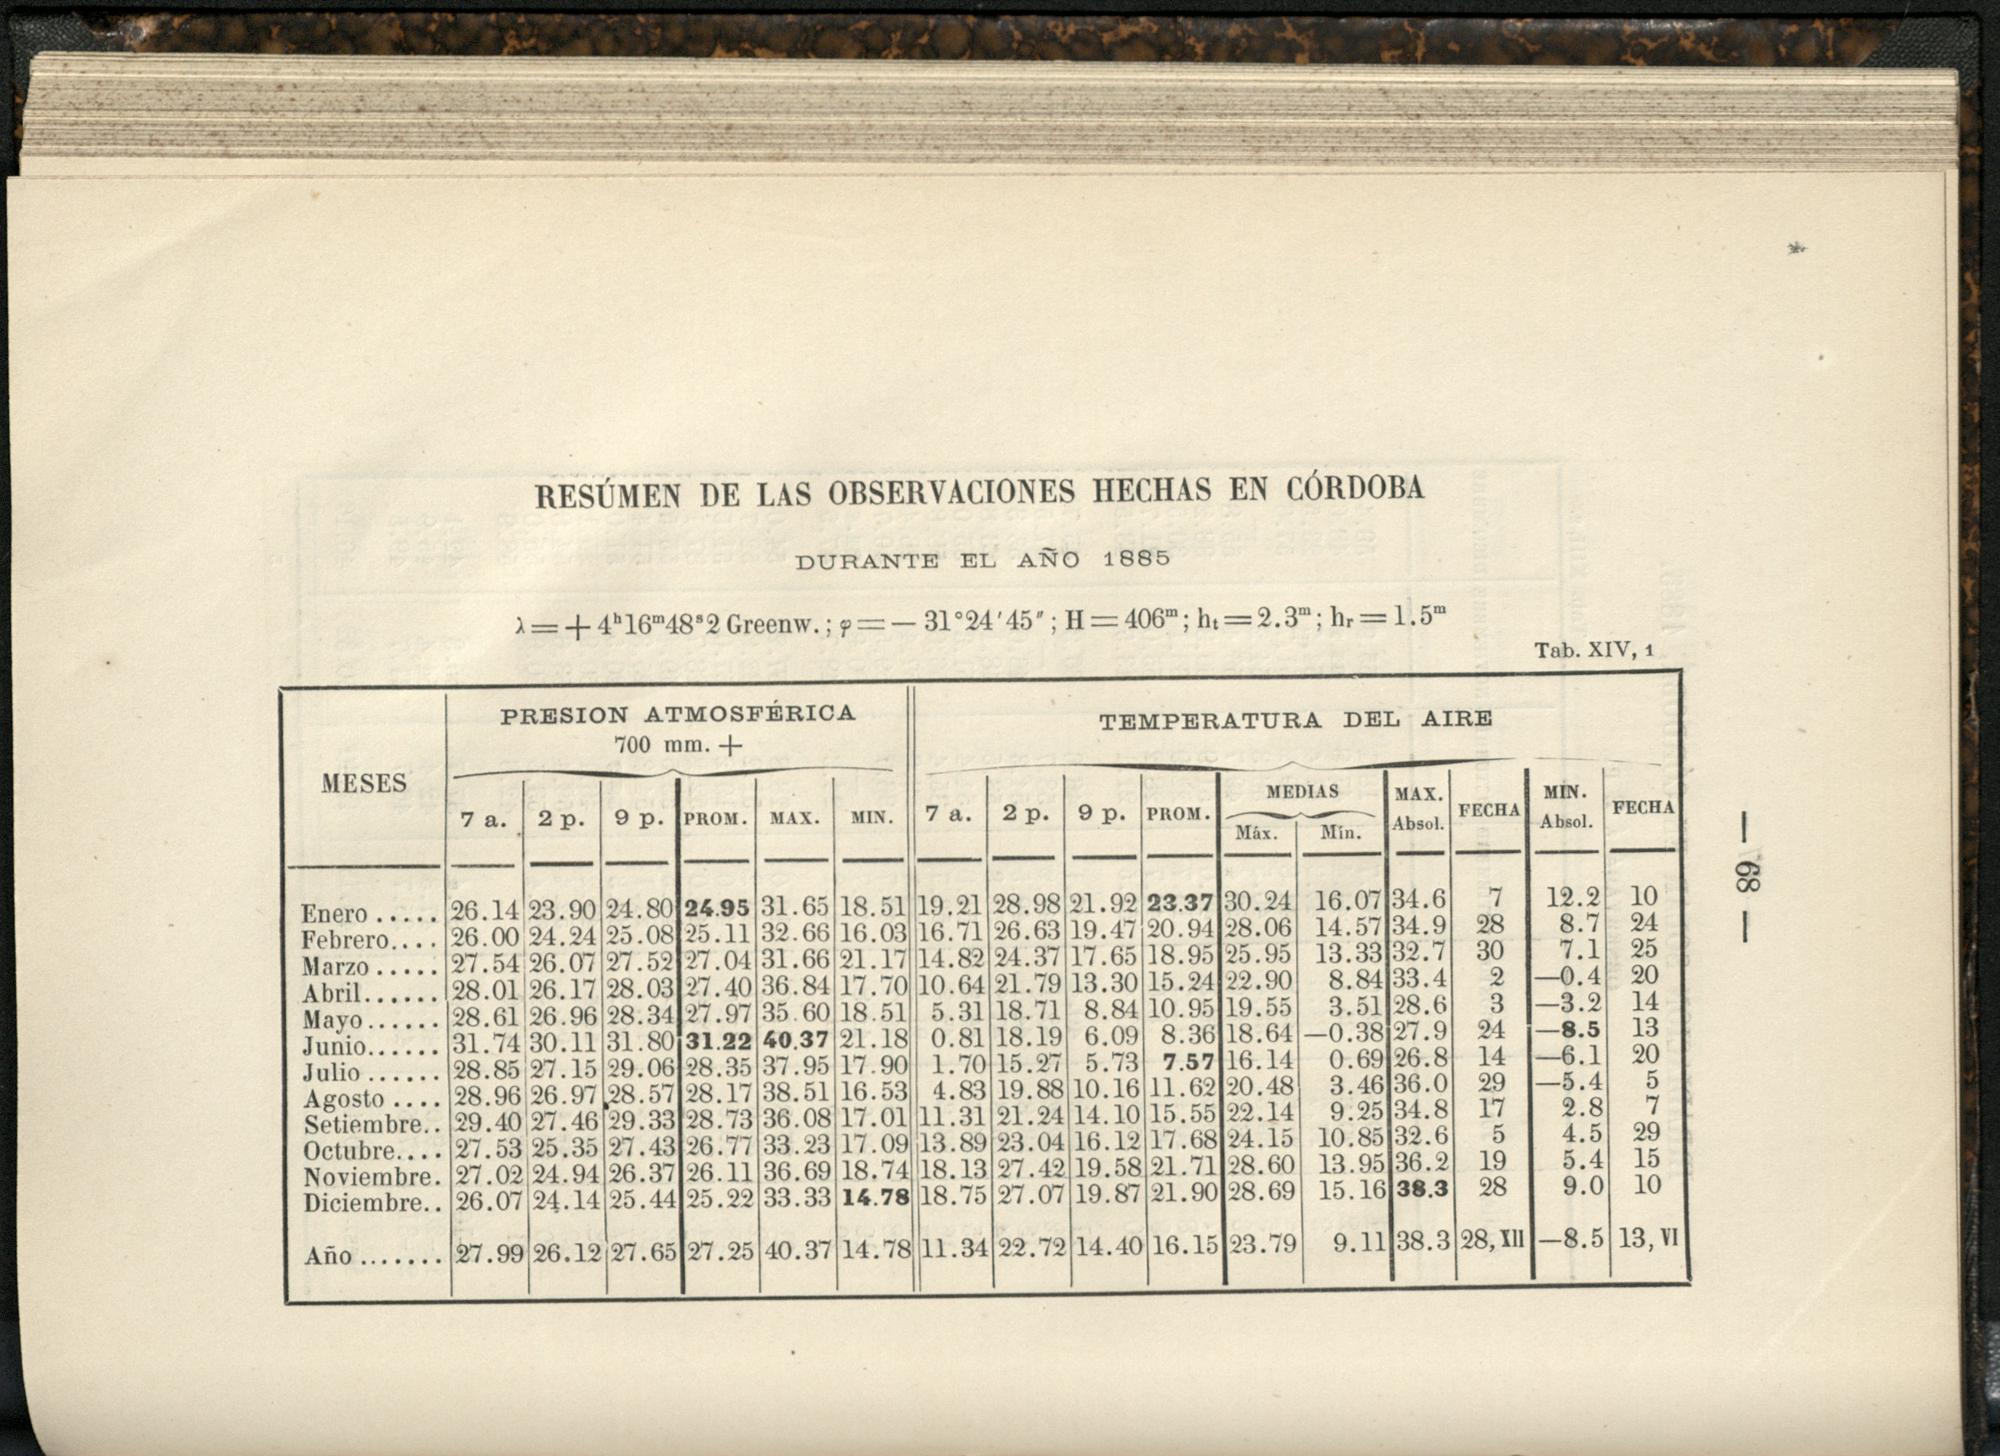 RESÚMEN DE LAS OBSERVACIONES HECHAS EN CÓRDOBA
DURANTE EL AÑO 1885
λ = + 4ʰ16ᵐ48ˢ2 Greenw. ; φ = — 31°24′45″ ; H = 406ᵐ ; hₜ = 2.3ᵐ ; hᵣ = 1.5ᵐ
Tab. XIV, 1
MESES PRESION ATMOSFÉRICA TEMPERATURA DEL AIRE
700 mm. +
7 a. 2 p. 9 p. PROM. MAX. MIN. 7 a. 2 p. 9 p. PROM. MEDIAS MAX. Absol. FECHA MIN. Absol. FECHA
Máx. Mín.
Enero ..... 26.14 23.90 24.80 24.95 31.65 18.51 19.21 28.98 21.92 23.37 30.24 16.07 34.6 7 12.2 10
Febrero.... 26.00 24.24 25.08 25.11 32.66 16.03 16.71 26.63 19.47 20.94 28.06 14.57 34.9 28 8.7 24
Marzo ..... 27.54 26.07 27.52 27.04 31.66 21.17 14.82 24.37 17.65 18.95 25.95 13.33 32.7 30 7.1 25
Abril...... 28.01 26.17 28.03 27.40 36.84 17.70 10.64 21.79 13.30 15.24 22.90 8.84 33.4 2 —0.4 20
Mayo ...... 28.61 26.96 28.34 27.97 35.60 18.51 5.31 18.71 8.84 10.95 19.55 3.51 28.6 3 —3.2 14
Junio...... 31.74 30.11 31.80 31.22 40.37 21.18 0.81 18.19 6.09 8.36 18.64 —0.38 27.9 24 —8.5 13
Julio ...... 28.85 27.15 29.06 28.35 37.95 17.90 1.70 15.27 5.73 7.57 16.14 0.69 26.8 14 —6.1 20
Agosto .... 28.96 26.97 28.57 28.17 38.51 16.53 4.83 19.88 10.16 11.62 20.48 3.46 36.0 29 —5.4 5
Setiembre.. 29.40 27.46 29.33 28.73 36.08 17.01 11.31 21.24 14.10 15.55 22.14 9.25 34.8 17 2.8 7
Octubre.... 27.53 25.35 27.43 26.77 33.23 17.09 13.89 23.04 16.12 17.68 24.15 10.85 32.6 5 4.5 29
Noviembre. 27.02 24.94 26.37 26.11 36.69 18.74 18.13 27.42 19.58 21.71 28.60 13.95 36.2 19 5.4 15
Diciembre.. 26.07 24.14 25.44 25.22 33.33 14.78 18.75 27.07 19.87 21.90 28.69 15.16 38.3 28 9.0 10
Año ....... 27.99 26.12 27.65 27.25 40.37 14.78 11.34 22.72 14.40 16.15 23.79 9.11 38.3 28, XII —8.5 13, VI
— 68 —